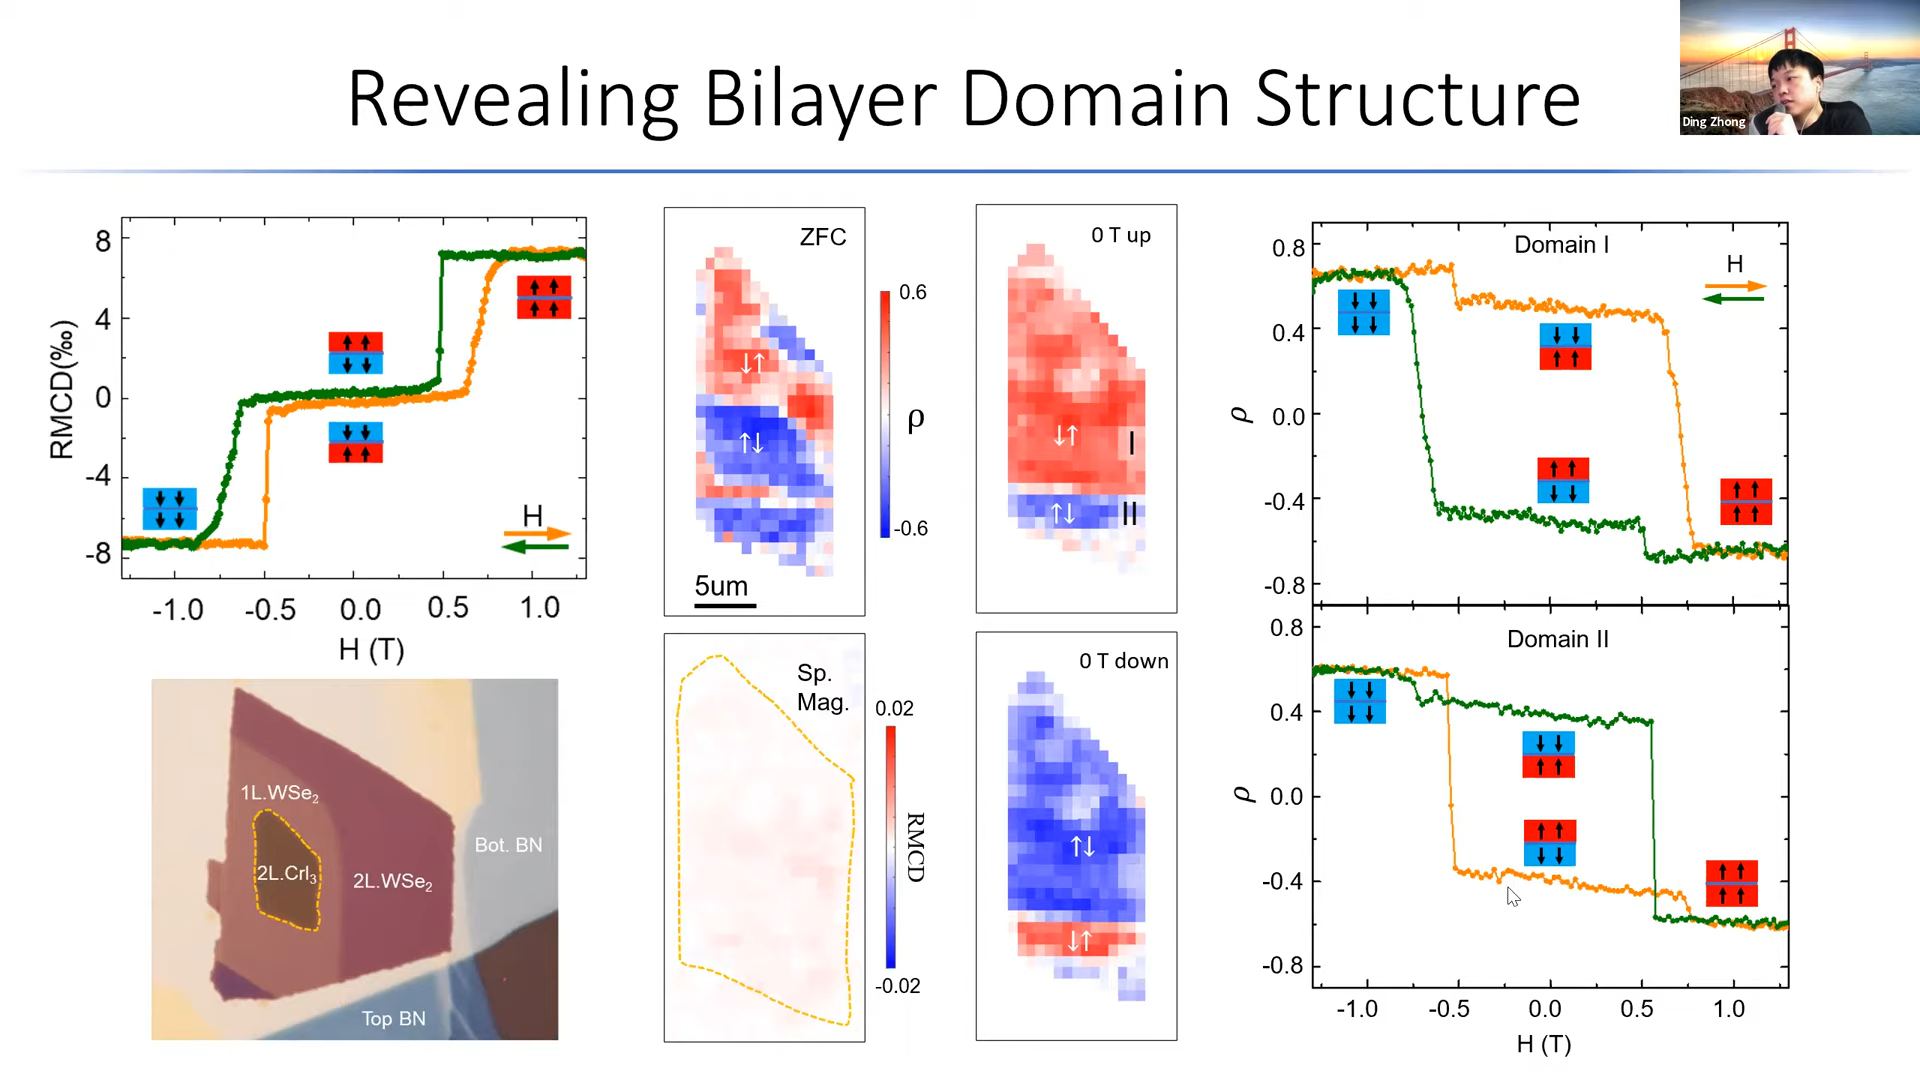 Revealing Bilayer Domain Structure
Ding Zhong
RMCD(‰)
8
4
0
-4
-8
H
-1.0 -0.5 0.0 0.5 1.0
H (T)
1L.WSe₂
2L.CrI₃
2L.WSe₂
Bot. BN
Top BN
ZFC
↓↑
↑↓
5um
0.6
ρ
-0.6
Sp.
Mag.
0.02
RMCD
-0.02
0 T up
↓↑
I
↑↓
II
0 T down
↑↓
↓↑
Domain I
H
ρ
0.8
0.4
0.0
-0.4
-0.8
Domain II
ρ
0.8
0.4
0.0
-0.4
-0.8
-1.0 -0.5 0.0 0.5 1.0
H (T)